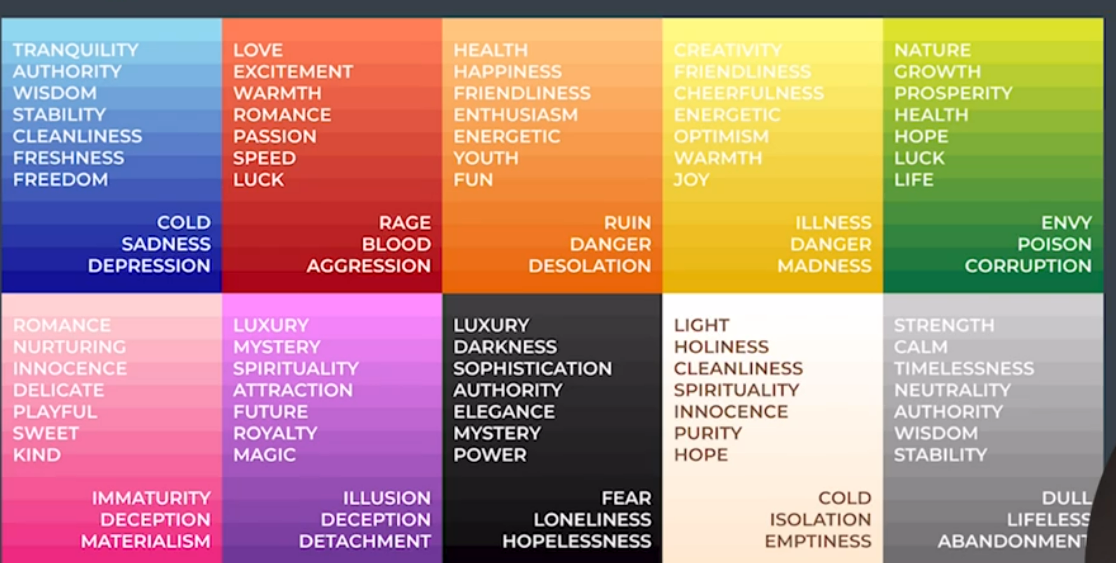 TRANQUILITY
AUTHORITY
WISDOM
STABILITY
CLEANLINESS
FRESHNESS
FREEDOM
COLD
SADNESS
DEPRESSION
LOVE
EXCITEMENT
WARMTH
ROMANCE
PASSION
SPEED
LUCK
RAGE
BLOOD
AGGRESSION
HEALTH
HAPPINESS
FRIENDLINESS
ENTHUSIASM
ENERGETIC
YOUTH
FUN
RUIN
DANGER
DESOLATION
CREATIVITY
FRIENDLINESS
CHEERFULNESS
ENERGETIC
OPTIMISM
WARMTH
JOY
ILLNESS
DANGER
MADNESS
NATURE
GROWTH
PROSPERITY
HEALTH
HOPE
LUCK
LIFE
ENVY
POISON
CORRUPTION
ROMANCE
NURTURING
INNOCENCE
DELICATE
PLAYFUL
SWEET
KIND
IMMATURITY
DECEPTION
MATERIALISM
LUXURY
MYSTERY
SPIRITUALITY
ATTRACTION
FUTURE
ROYALTY
MAGIC
ILLUSION
DECEPTION
DETACHMENT
LUXURY
DARKNESS
SOPHISTICATION
AUTHORITY
ELEGANCE
MYSTERY
POWER
FEAR
LONELINESS
HOPELESSNESS
LIGHT
HOLINESS
CLEANLINESS
SPIRITUALITY
INNOCENCE
PURITY
HOPE
COLD
ISOLATION
EMPTINESS
STRENGTH
CALM
TIMELESSNESS
NEUTRALITY
AUTHORITY
WISDOM
STABILITY
DULL
LIFELESS
ABANDONMENT